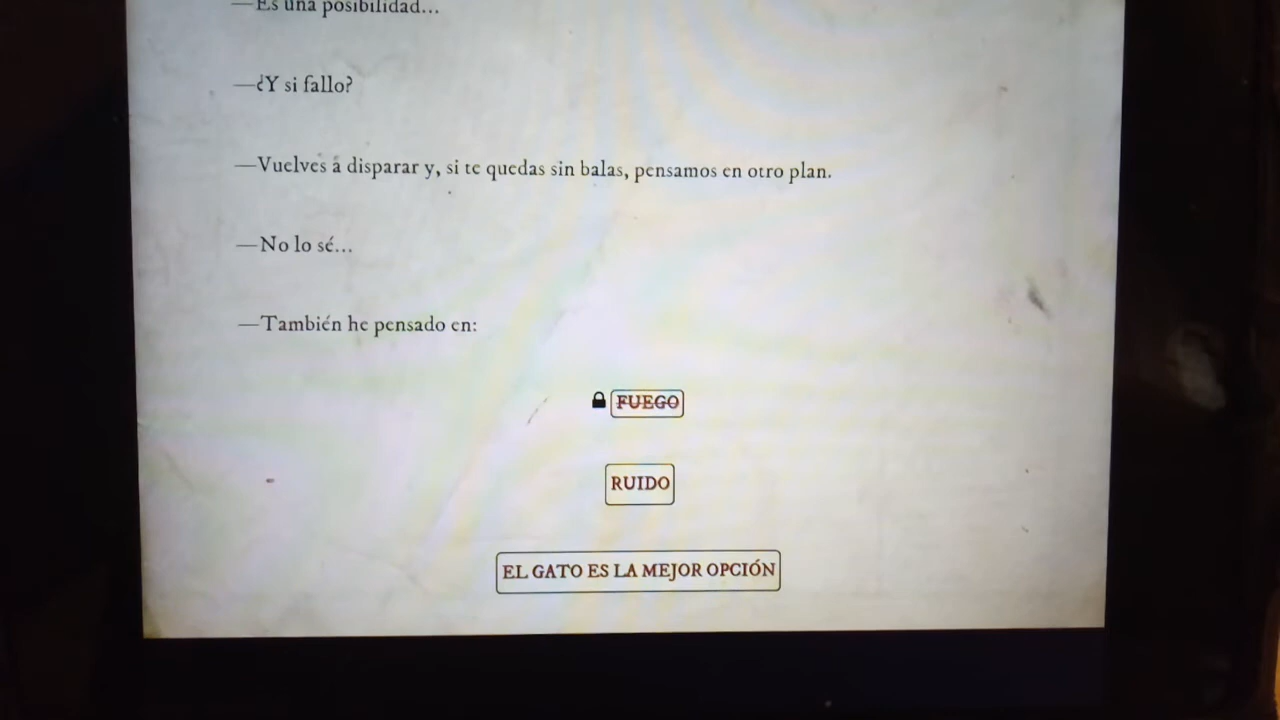 —Es una posibilidad...
—¿Y si fallo?
—Vuelves a disparar y, si te quedas sin balas, pensamos en otro plan.
—No lo sé...
—También he pensado en:
FUEGO
RUIDO
EL GATO ES LA MEJOR OPCIÓN